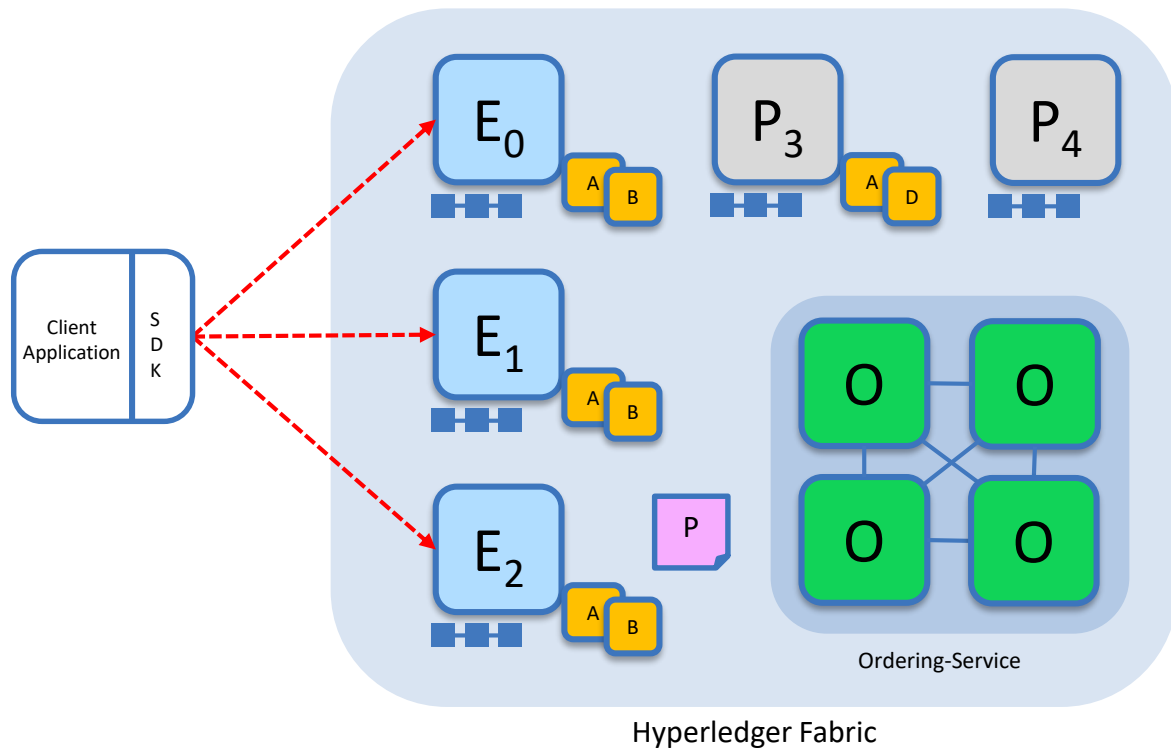 E0
P3
P4
A
B
A
D
Client
Application
S
D
K
E1
A
B
O
O
E2
P
O
O
A
B
Ordering-Service
Hyperledger Fabric